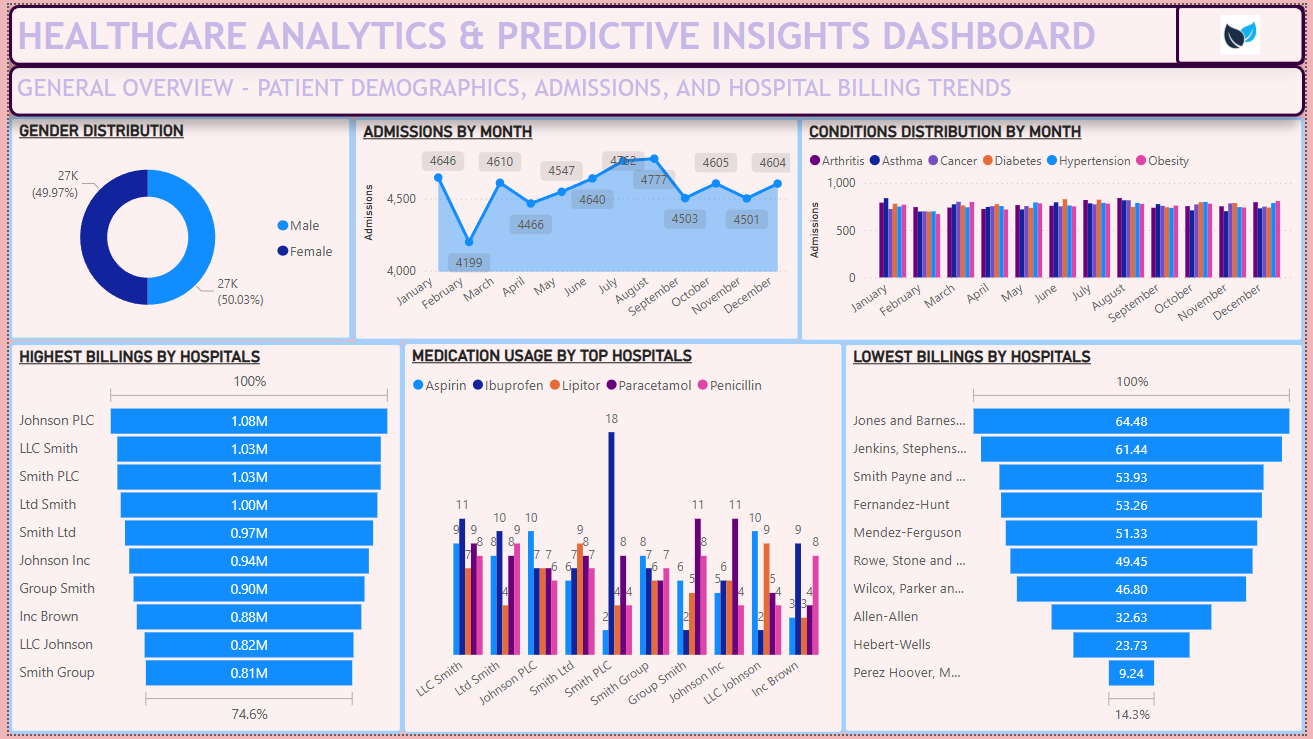 HEALTHCARE ANALYTICS & PREDICTIVE INSIGHTS DASHBOARD
GENERAL OVERVIEW - PATIENT DEMOGRAPHICS, ADMISSIONS, AND HOSPITAL BILLING TRENDS
GENDER DISTRIBUTION
27K
(49.97%)
Male
Female
27K
(50.03%)
ADMISSIONS BY MONTH
Admissions
4,500
4,000
4646
4199
4610
4466
4547
4640
4762
4777
4503
4605
4501
4604
January
February
March
April
May
June
July
August
September
October
November
December
CONDITIONS DISTRIBUTION BY MONTH
Arthritis Asthma Cancer Diabetes Hypertension Obesity
Admissions
1,000
500
0
January
February
March
April
May
June
July
August
September
October
November
December
HIGHEST BILLINGS BY HOSPITALS
100%
Johnson PLC 1.08M
LLC Smith 1.03M
Smith PLC 1.03M
Ltd Smith 1.00M
Smith Ltd 0.97M
Johnson Inc 0.94M
Group Smith 0.90M
Inc Brown 0.88M
LLC Johnson 0.82M
Smith Group 0.81M
74.6%
MEDICATION USAGE BY TOP HOSPITALS
Aspirin Ibuprofen Lipitor Paracetamol Penicillin
9 11 7 9 8
8 10 4 8 9
10 7 7 7 6
6 7 9 8 7
2 18 4 8 4
8 7 6 6 7
6 2 5 11 8
5 6 6 11 4
10 2 9 5 4
3 9 3 4 8
LLC Smith
Ltd Smith
Johnson PLC
Smith Ltd
Smith PLC
Smith Group
Group Smith
Johnson Inc
LLC Johnson
Inc Brown
LOWEST BILLINGS BY HOSPITALS
100%
Jones and Barnes... 64.48
Jenkins, Stephens... 61.44
Smith Payne and ... 53.93
Fernandez-Hunt 53.26
Mendez-Ferguson 51.33
Rowe, Stone and ... 49.45
Wilcox, Parker an... 46.80
Allen-Allen 32.63
Hebert-Wells 23.73
Perez Hoover, M... 9.24
14.3%